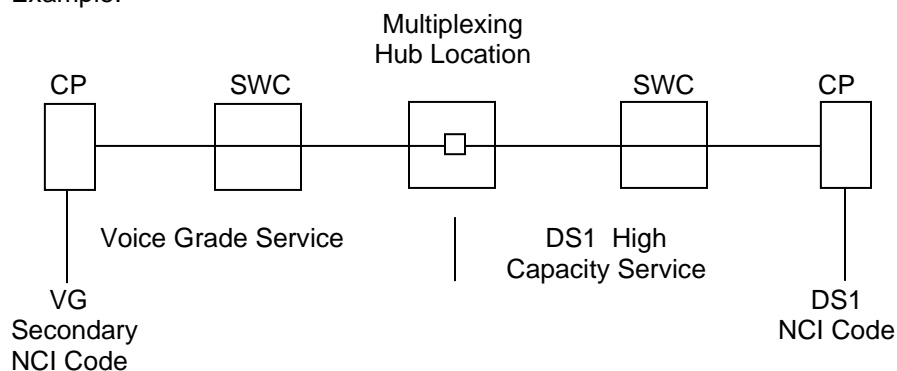 Example:
Multiplexing
Hub Location
CP
SWC
SWC
CP
Voice Grade Service
DS1 High
Capacity Service
VG
Secondary
NCI Code
DS1
NCI Code